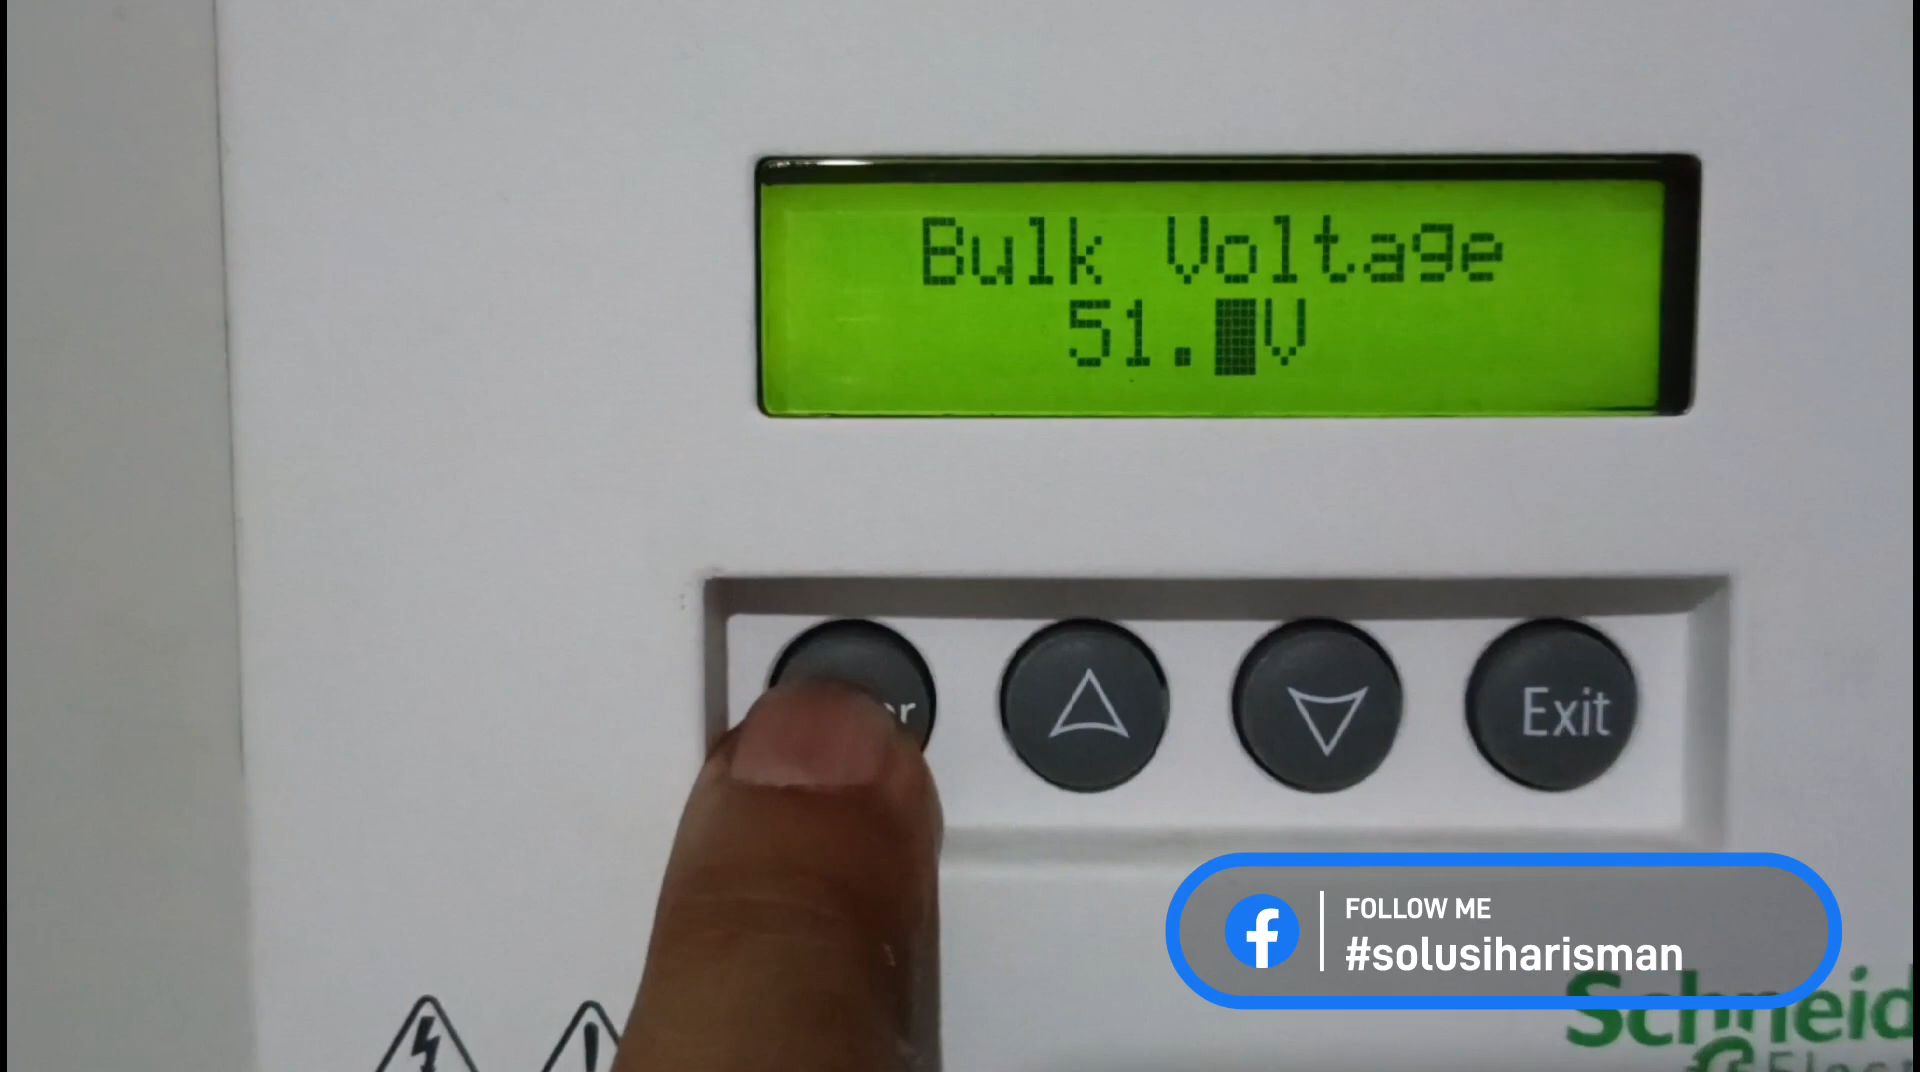 Bulk Voltage
51. V
Exit
FOLLOW ME
#solusiharisman